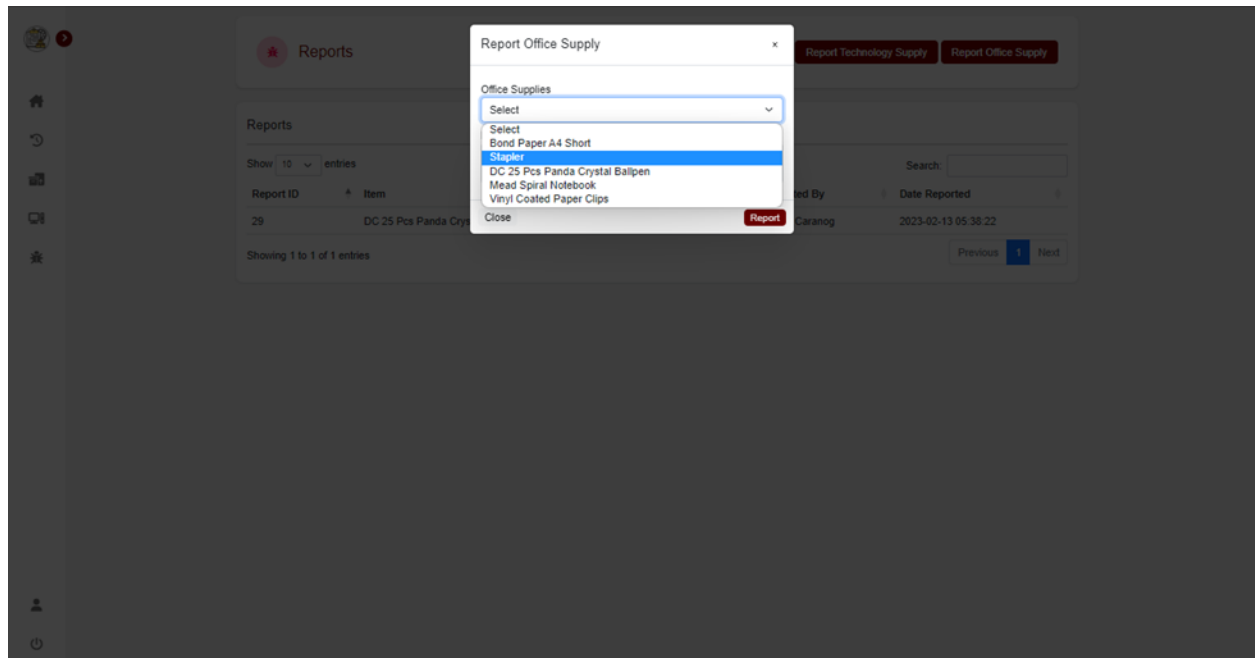 Reports
Report Technology Supply
Report Office Supply
Report Office Supply
×
Office Supplies
Select
Select
Bond Paper A4 Short
Stapler
DC 25 Pcs Panda Crystal Ballpen
Mead Spiral Notebook
Vinyl Coated Paper Clips
Close
Report
Reports
Show 10 entries
Search:
Report ID Item ted By Date Reported
29 DC 25 Pcs Panda Crys Caranog 2023-02-13 05:38:22
Showing 1 to 1 of 1 entries
Previous 1 Next